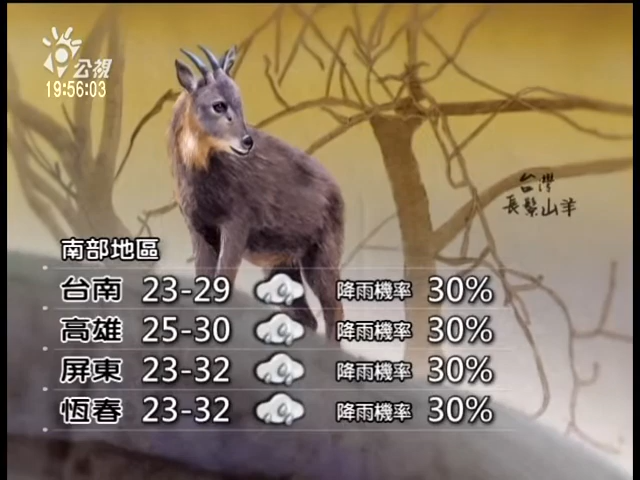 公視
19:56:03
台灣
長鬃山羊
南部地區
台南 23-29 降雨機率 30%
高雄 25-30 降雨機率 30%
屏東 23-32 降雨機率 30%
恆春 23-32 降雨機率 30%